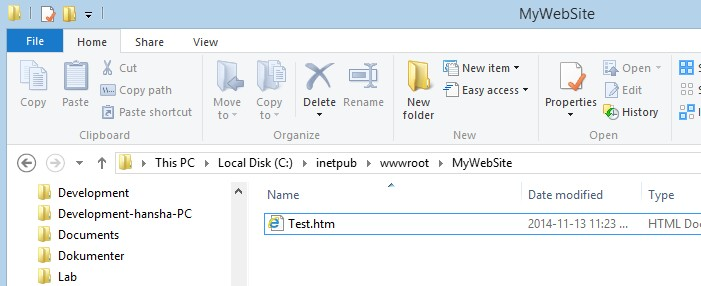 MyWebSite
File Home Share View
Copy Paste Cut Copy path Paste shortcut Move to Copy to Delete Rename New folder New item Easy access Properties Open Edit History
Clipboard Organize New
This PC Local Disk (C:) inetpub wwwroot MyWebSite
Name Date modified Type
Development
Development-hansha-PC
Documents
Dokumenter
Lab
Test.htm 2014-11-13 11:23 ... HTML Doc